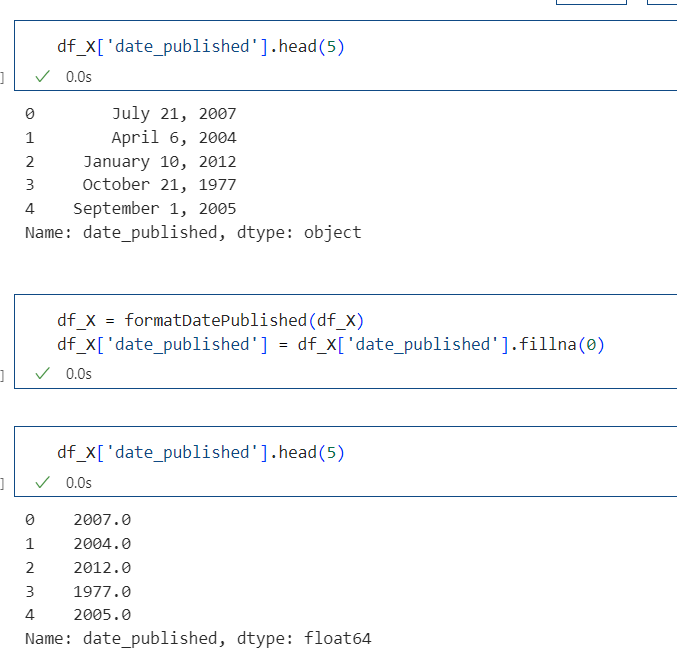 df_X['date_published'].head(5)
] ✓ 0.0s
0 July 21, 2007
1 April 6, 2004
2 January 10, 2012
3 October 21, 1977
4 September 1, 2005
Name: date_published, dtype: object
df_X = formatDatePublished(df_X)
df_X['date_published'] = df_X['date_published'].fillna(0)
] ✓ 0.0s
df_X['date_published'].head(5)
] ✓ 0.0s
0 2007.0
1 2004.0
2 2012.0
3 1977.0
4 2005.0
Name: date_published, dtype: float64